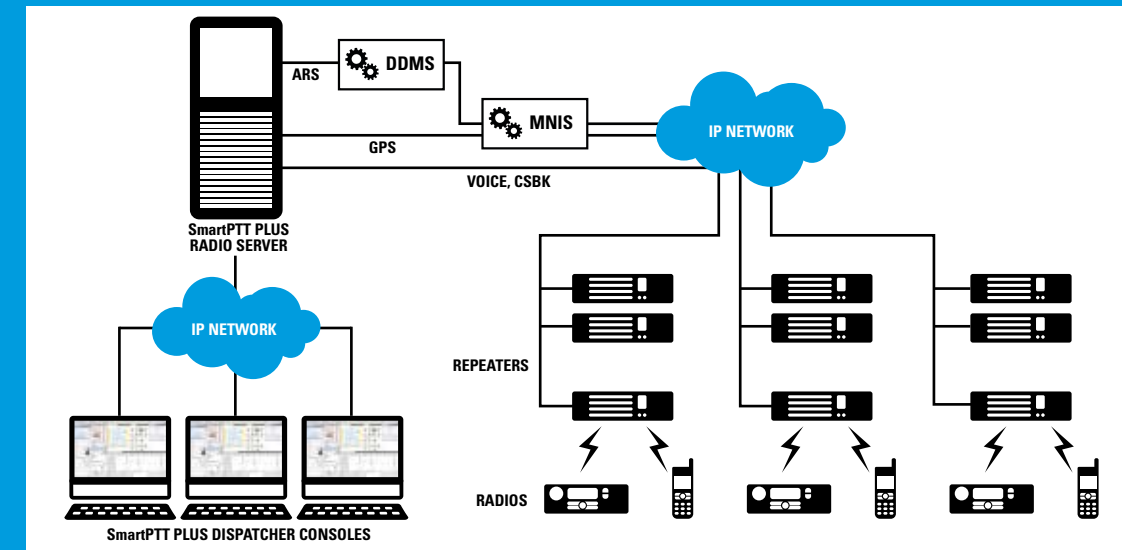 ARS
DDMS
MNIS
GPS
IP NETWORK
VOICE, CSBK
SmartPTT PLUS
RADIO SERVER
IP NETWORK
REPEATERS
RADIOS
SmartPTT PLUS DISPATCHER CONSOLES